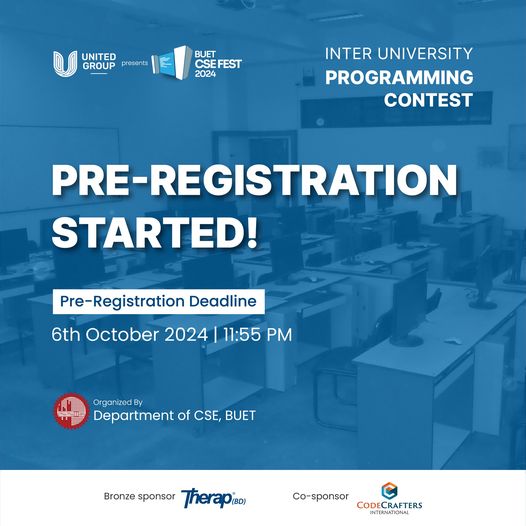 UNITED
GROUP
presents
BUET
CSE FEST
2024
INTER UNIVERSITY
PROGRAMMING
CONTEST
PRE-REGISTRATION
STARTED!
Pre-Registration Deadline
6th October 2024 | 11:55 PM
Organized By
Department of CSE, BUET
Bronze sponsor
Therap(BD)
Co-sponsor
CODECRAFTERS
INTERNATIONAL